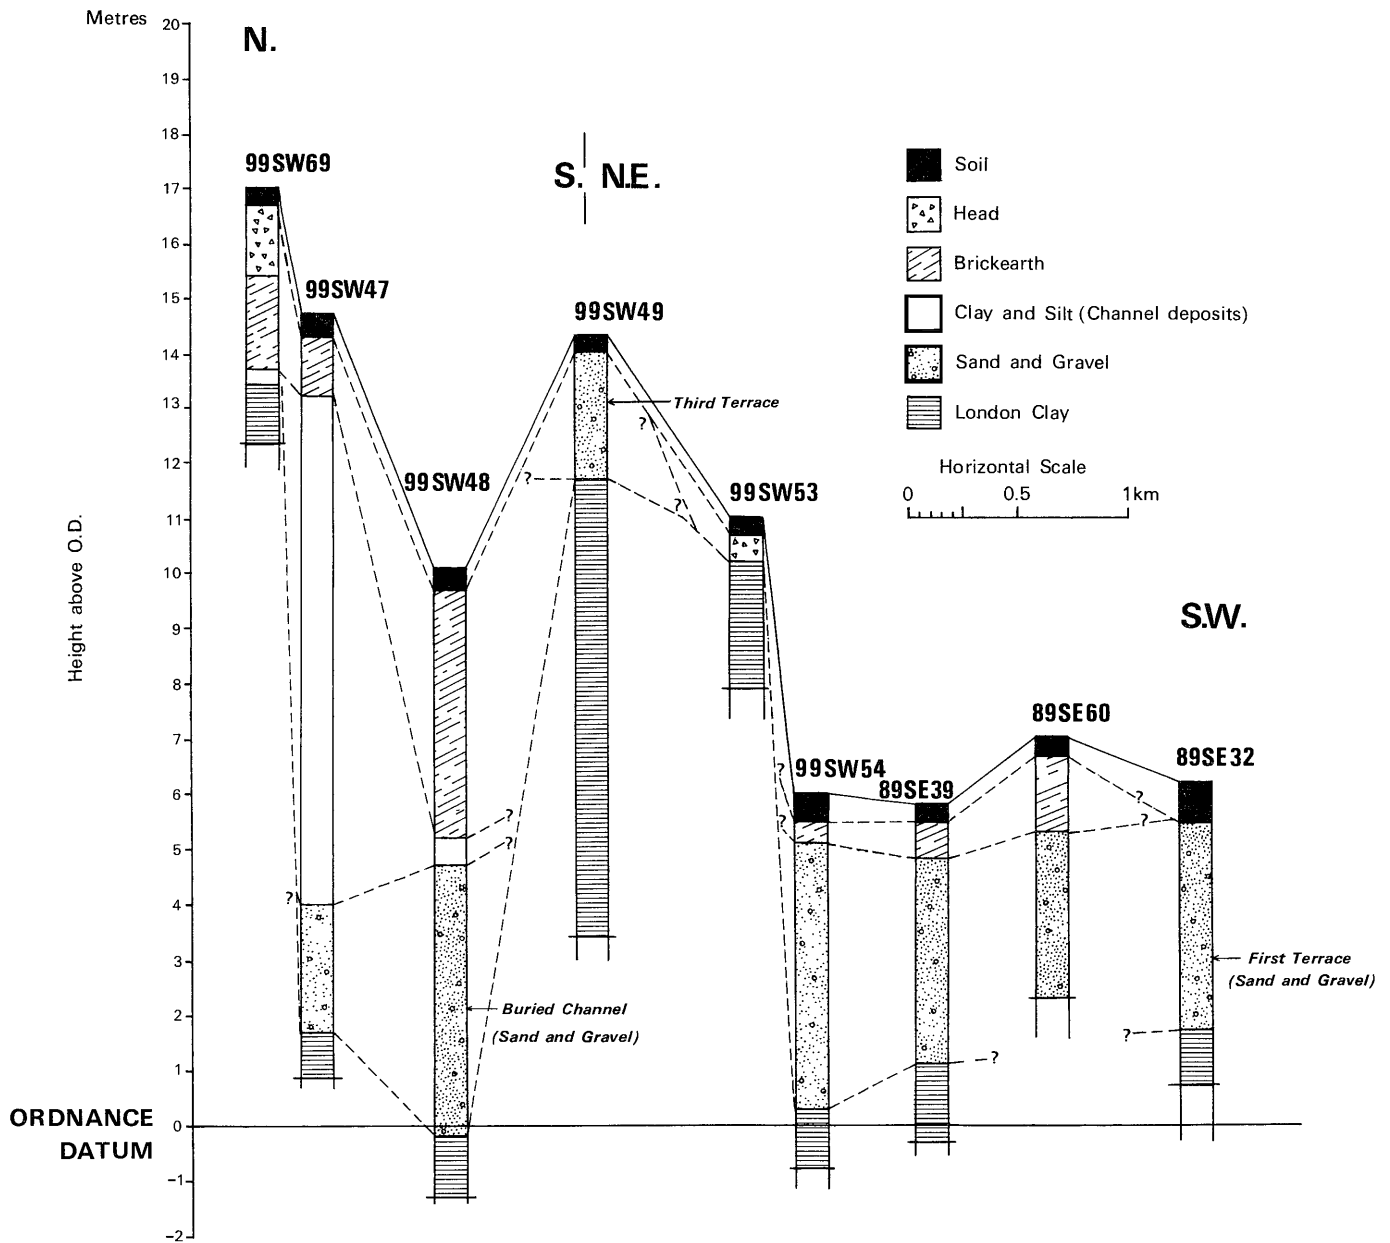 Metres
20
19
18
17
16
15
14
13
12
11
10
9
8
7
6
5
4
3
2
1
0
−1
−2
Height above O.D.
ORDNANCE
DATUM
N.
S. N.E.
S.W.
99SW69
99SW47
99SW48
99SW49
99SW53
99SW54
89SE39
89SE60
89SE32
Third Terrace
Buried Channel
(Sand and Gravel)
First Terrace
(Sand and Gravel)
?
?
?
?
?
?
?
?
?
?
?
?
Soil
Head
Brickearth
Clay and Silt (Channel deposits)
Sand and Gravel
London Clay
Horizontal Scale
0 0.5 1km